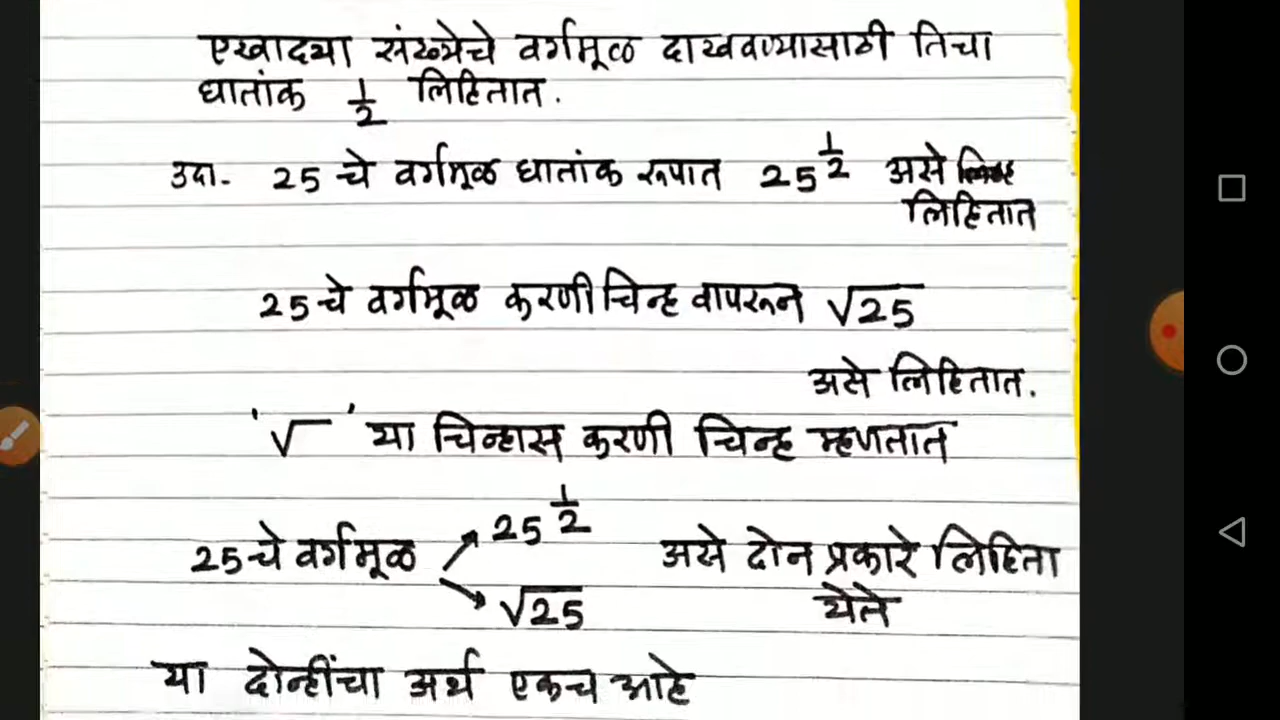 एखाद्या संख्येचे वर्गमूळ दाखवण्यासाठी तिचा
घातांक 1/2 लिहितात.
उदा- 25 चे वर्गमूळ घातांक रूपात 25^(1/2) असे
लिहितात
25चे वर्गमूळ करणी चिन्ह वापरून √25
असे लिहितात.
'√' या चिन्हास करणी चिन्ह म्हणतात
25चे वर्गमूळ 25^(1/2) असे दोन प्रकारे लिहिता
√25 येते
या दोन्हींचा अर्थ एकच आहे